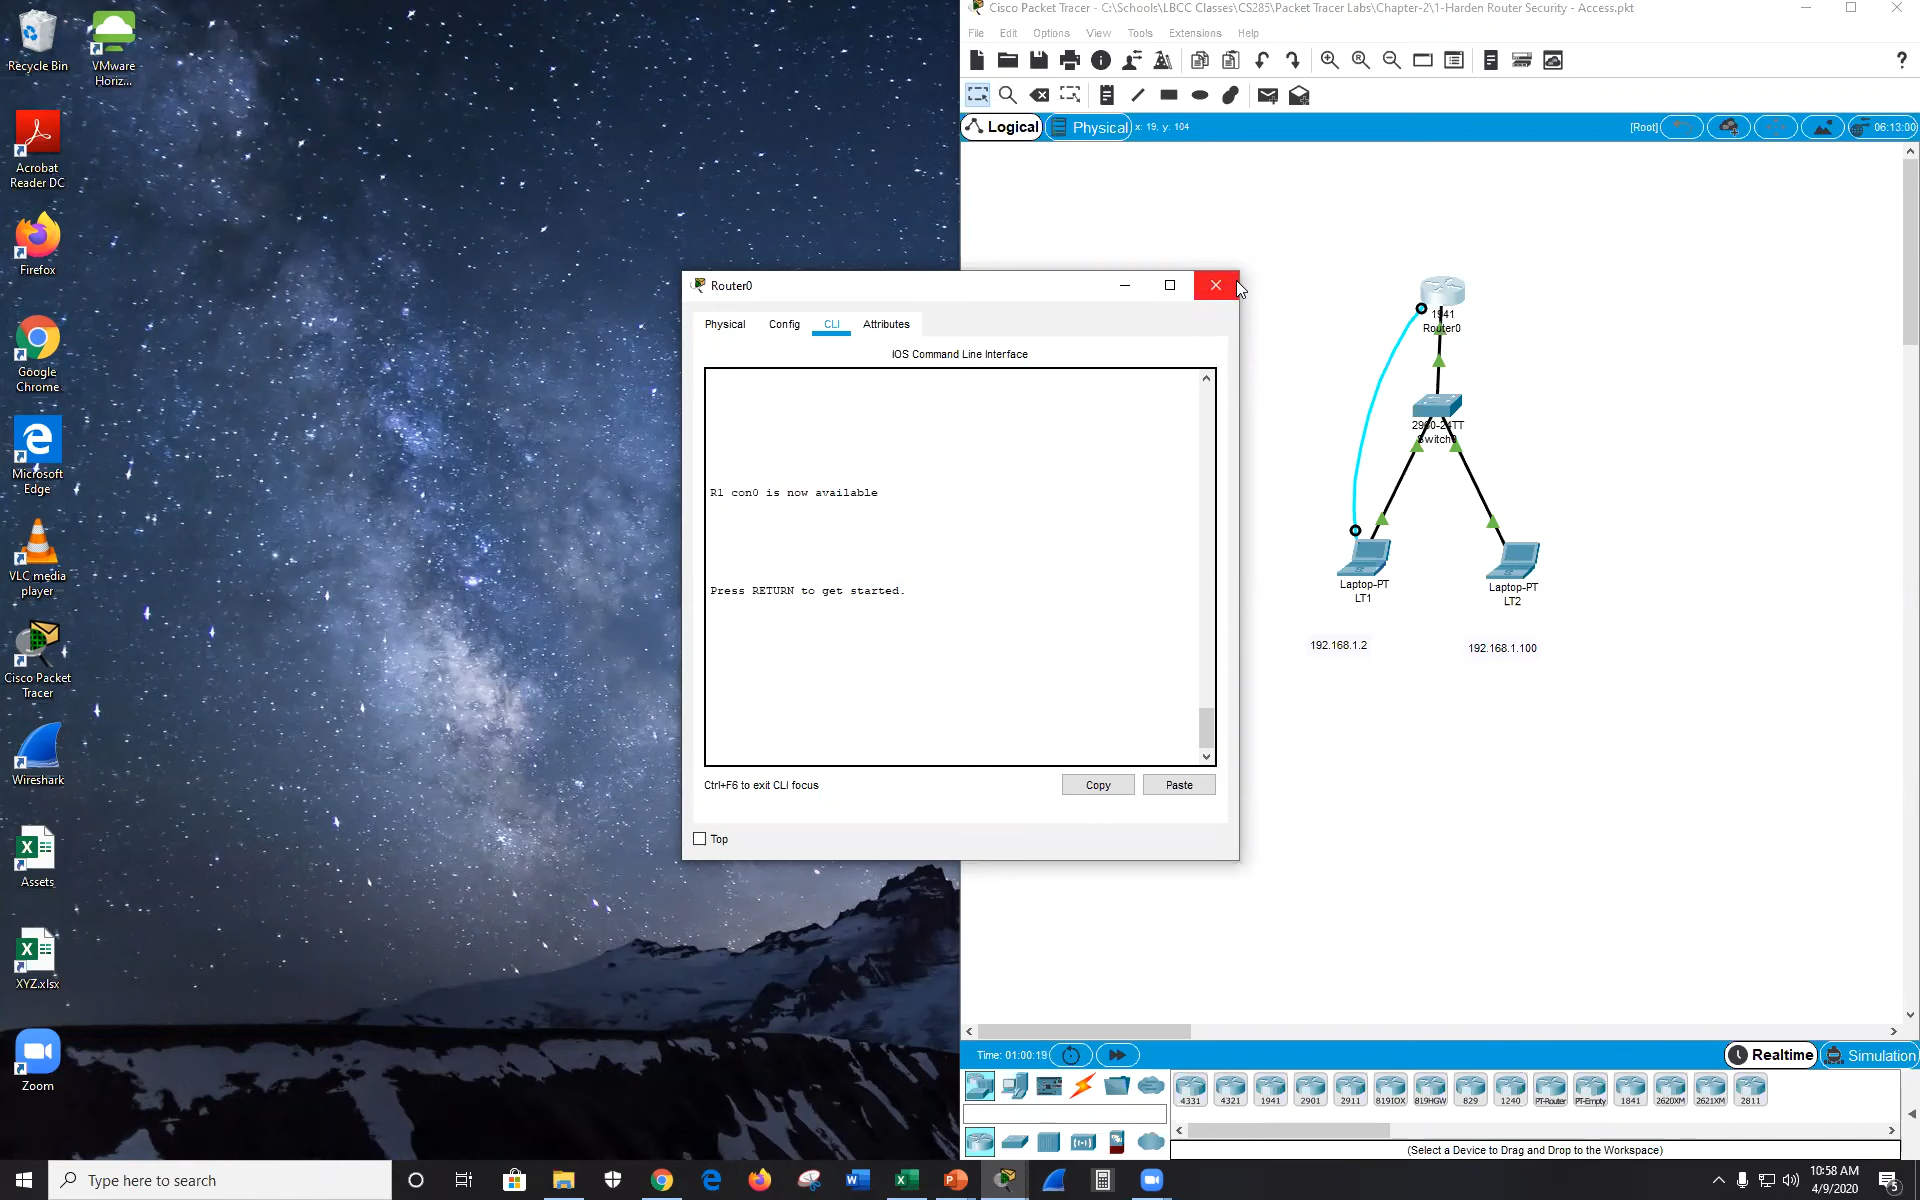 Recycle Bin
VMware
Horiz...
Acrobat
Reader DC
Firefox
Google
Chrome
Microsoft
Edge
VLC media
player
Cisco Packet
Tracer
Wireshark
Assets
XYZ.xlsx
Zoom
Cisco Packet Tracer - C:\Schools\LBCC Classes\CS285\Packet Tracer Labs\Chapter-2\1-Harden Router Security - Access.pkt
File Edit Options View Tools Extensions Help
Logical Physical x: 19, y: 104 [Root] 06:13:00
Router0
Physical Config CLI Attributes
IOS Command Line Interface
R1 con0 is now available
Press RETURN to get started.
Ctrl+F6 to exit CLI focus Copy Paste
Top
1941
Router0
2960-24TT
Switch0
Laptop-PT
LT1
Laptop-PT
LT2
192.168.1.2
192.168.1.100
Time: 01:00:19 Realtime Simulation
4331 4321 1941 2901 2911 819IOX 819HGW 829 1240 PT-Router PT-Empty 1841 2620XM 2621XM 2811
(Select a Device to Drag and Drop to the Workspace)
Type here to search
10:58 AM
4/9/2020
5